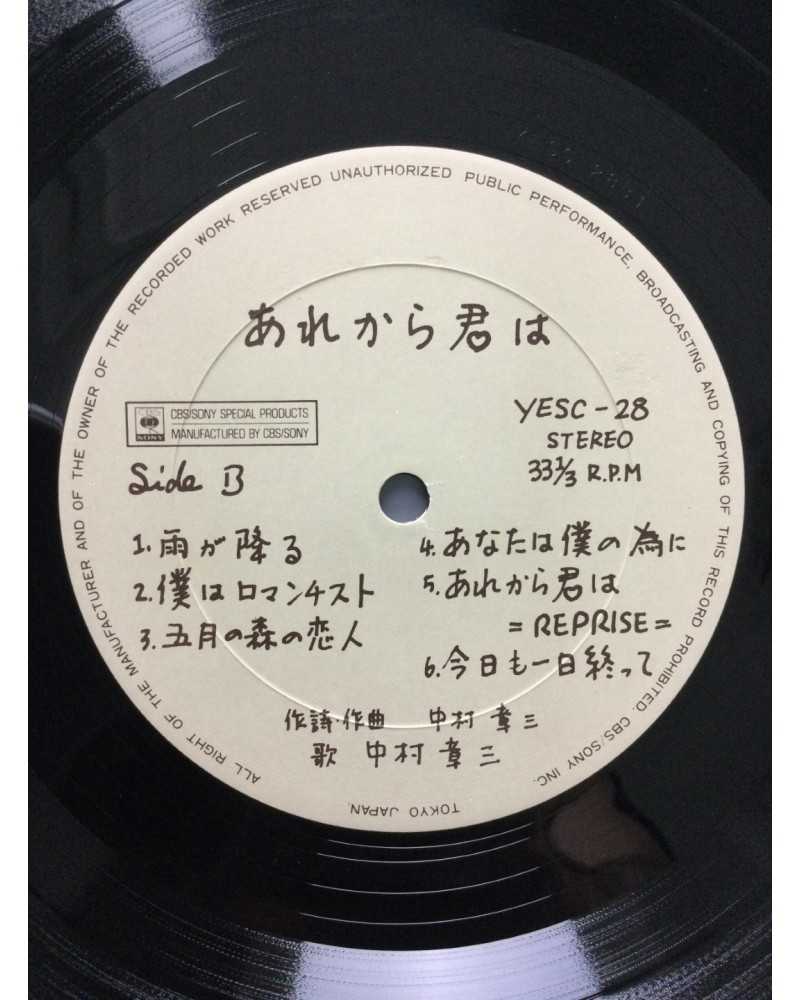 ALL RIGHT OF THE MANUFACTURER AND OF THE OWNER OF THE RECORDED WORK RESERVED UNAUTHORIZED PUBLIC PERFORMANCE, BROADCASTING AND COPYING OF THIS RECORD PROHIBITED. CBS/SONY INC.
TOKYO JAPAN.
あれから君は
CBS
SONY
CBS/SONY SPECIAL PRODUCTS
MANUFACTURED BY CBS/SONY
YESC-28
STEREO
33 1/3 R.P.M
Side B
1.雨が降る
2.僕はロマンチスト
3.五月の森の恋人
4.あなたは僕の為に
5.あれから君は
=REPRISE=
6.今日も一日終って
作詩・作曲 中村章三
歌 中村章三